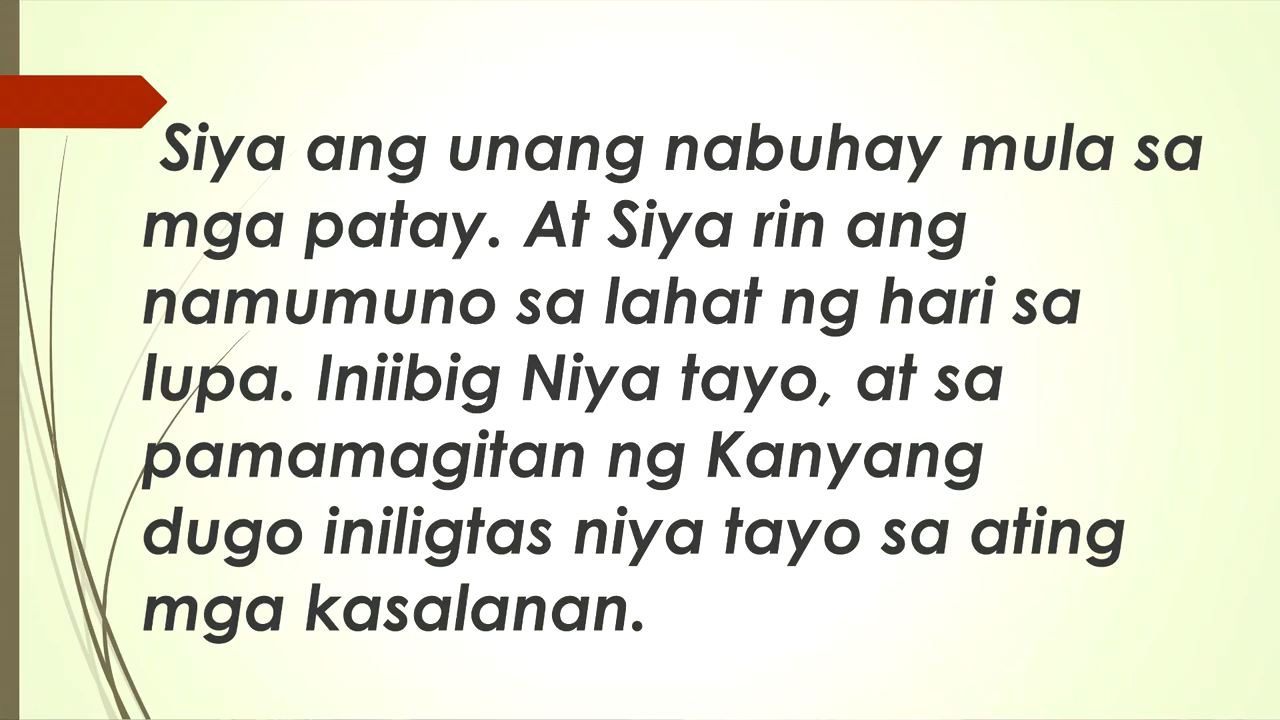 Siya ang unang nabuhay mula sa
mga patay. At Siya rin ang
namumuno sa lahat ng hari sa
lupa. Iniibig Niya tayo, at sa
pamamagitan ng Kanyang
dugo iniligtas niya tayo sa ating
mga kasalanan.